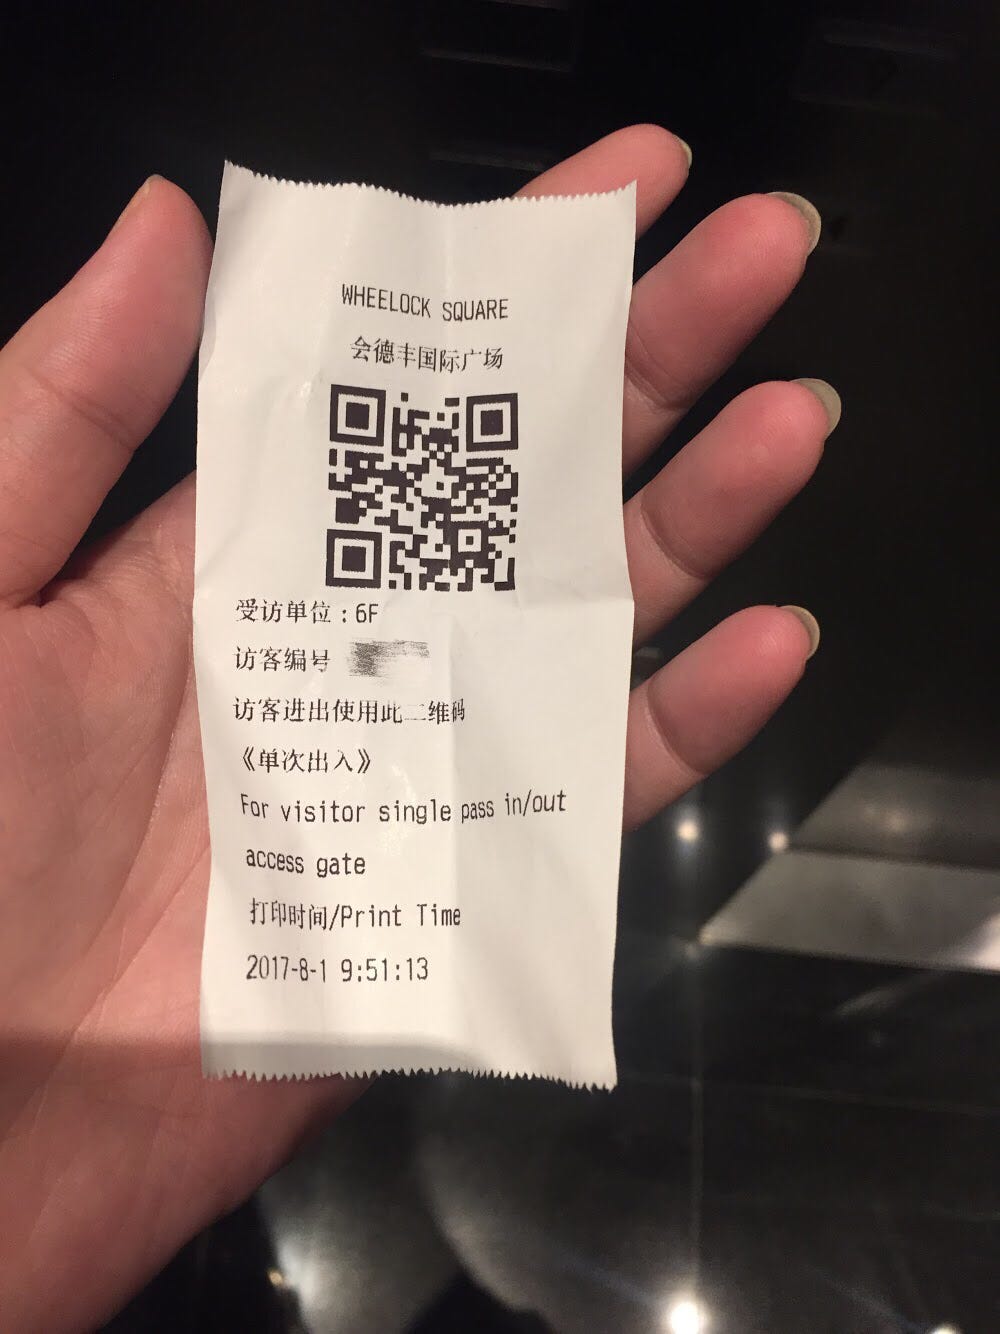 WHEELOCK SQUARE
会德丰国际广场
受访单位：6F
访客编号
访客进出使用此二维码
《单次出入》
For visitor single pass in/out
access gate
打印时间/Print Time
2017-8-1 9:51:13